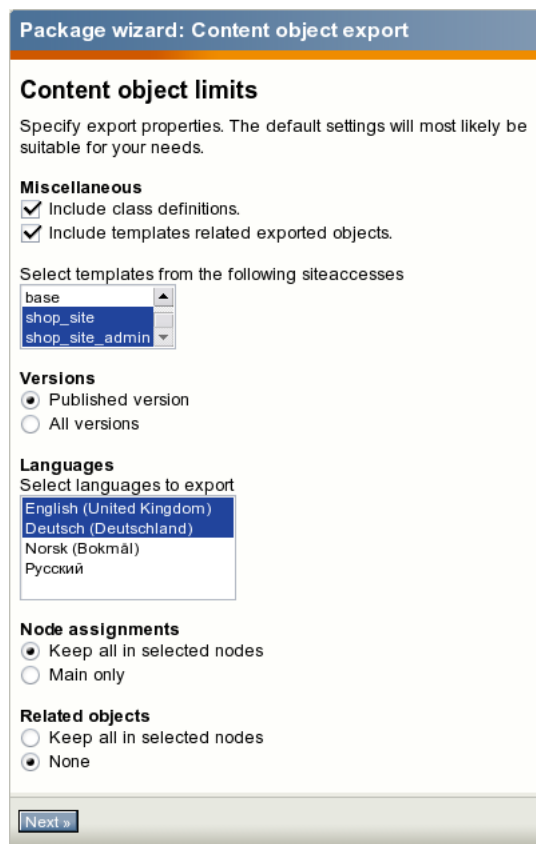 Package wizard: Content object export
Content object limits
Specify export properties. The default settings will most likely be
suitable for your needs.
Miscellaneous
Include class definitions.
Include templates related exported objects.
Select templates from the following siteaccesses
base
shop_site
shop_site_admin
Versions
Published version
All versions
Languages
Select languages to export
English (United Kingdom)
Deutsch (Deutschland)
Norsk (Bokmål)
Русский
Node assignments
Keep all in selected nodes
Main only
Related objects
Keep all in selected nodes
None
Next »